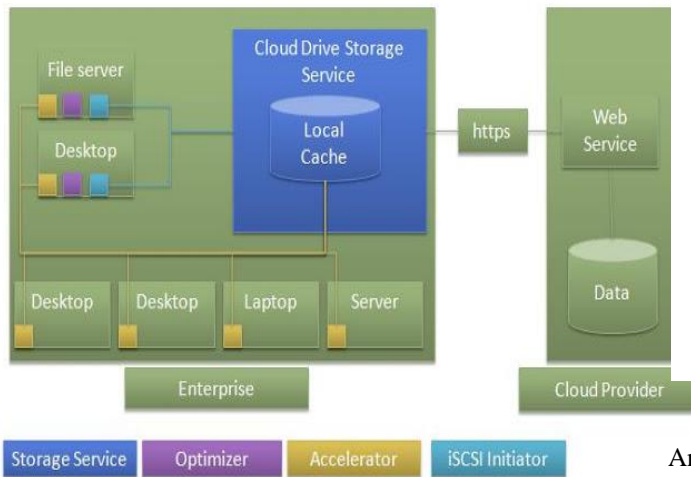 File server
Desktop
Cloud Drive Storage
Service
Local
Cache
https
Web
Service
Data
Desktop
Desktop
Laptop
Server
Enterprise
Cloud Provider
Storage Service
Optimizer
Accelerator
iSCSI Initiator